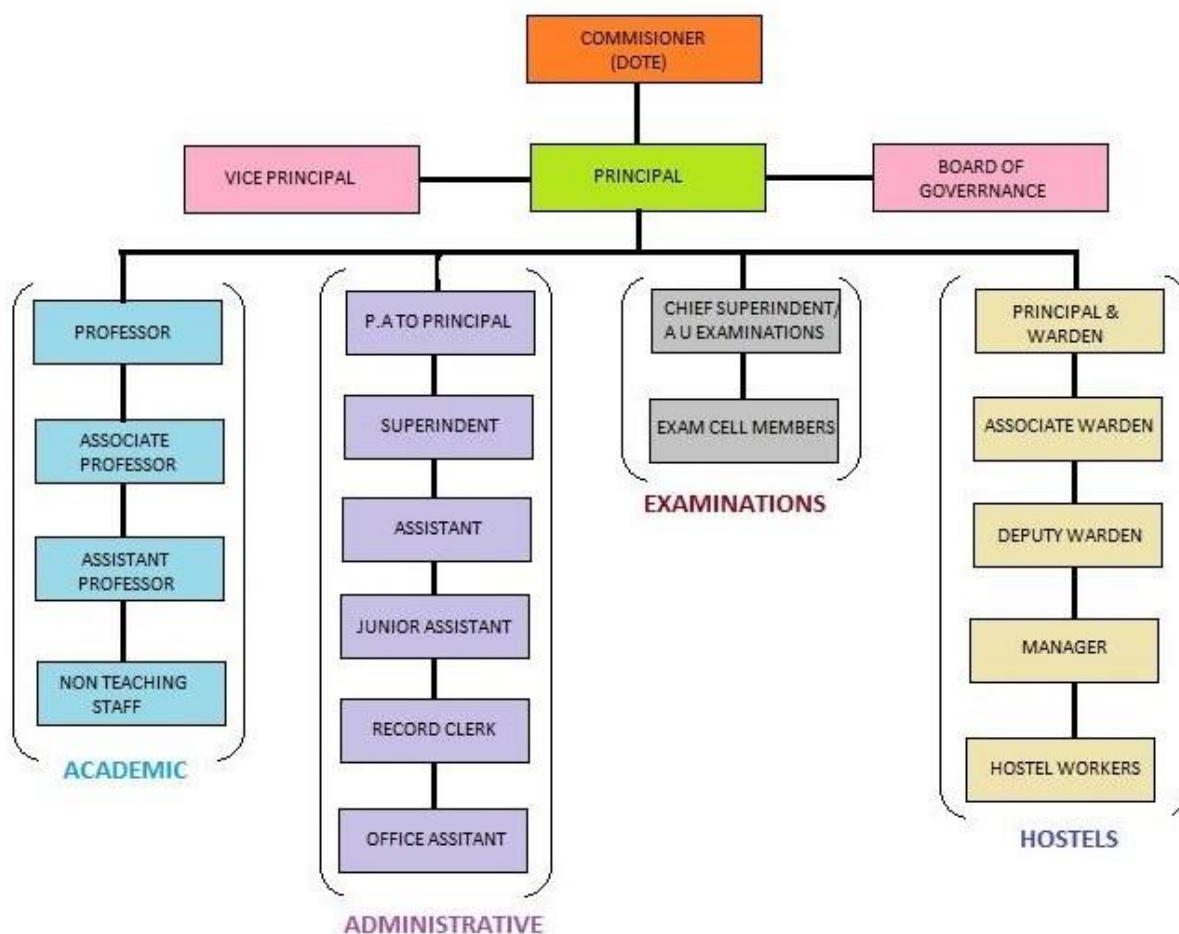 COMMISIONER
(DOTE)
VICE PRINCIPAL
PRINCIPAL
BOARD OF
GOVERRNANCE
PROFESSOR
ASSOCIATE
PROFESSOR
ASSISTANT
PROFESSOR
NON TEACHING
STAFF
ACADEMIC
P.A TO PRINCIPAL
SUPERINDENT
ASSISTANT
JUNIOR ASSISTANT
RECORD CLERK
OFFICE ASSITANT
ADMINISTRATIVE
CHIEF SUPERINDENT/
A U EXAMINATIONS
EXAM CELL MEMBERS
EXAMINATIONS
PRINCIPAL &
WARDEN
ASSOCIATE WARDEN
DEPUTY WARDEN
MANAGER
HOSTEL WORKERS
HOSTELS